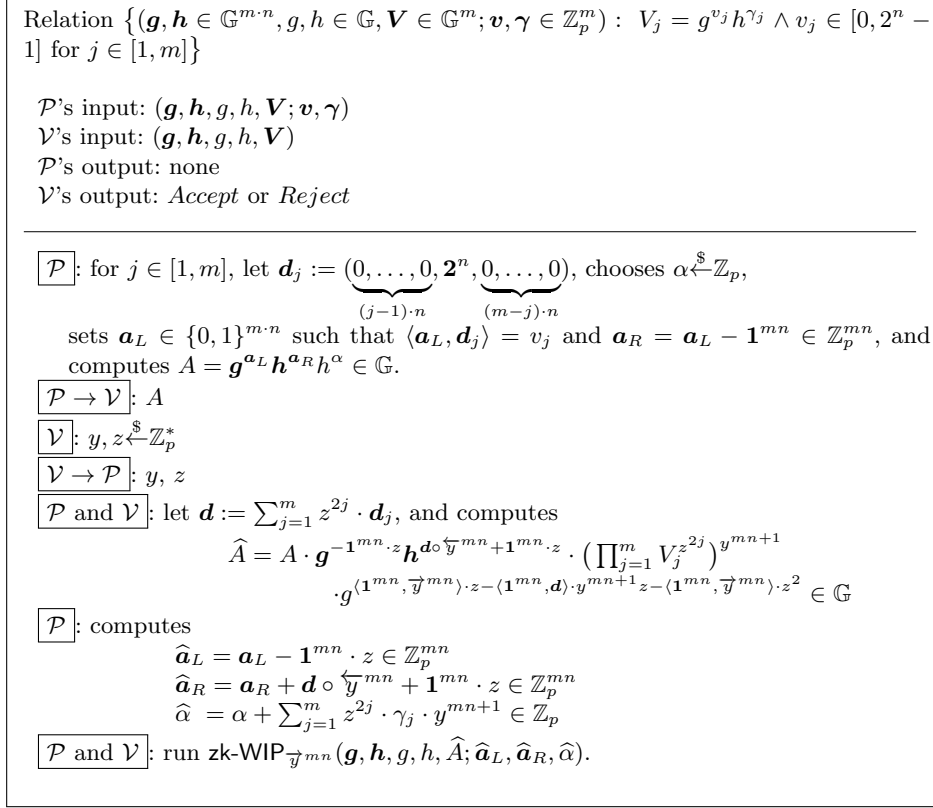 Relation {(𝒈, 𝒉 ∈ 𝔾^{m·n}, g, h ∈ 𝔾, 𝑽 ∈ 𝔾^m; 𝒗, 𝜸 ∈ ℤ_p^m) : V_j = g^{v_j} h^{γ_j} ∧ v_j ∈ [0, 2^n −
1] for j ∈ [1, m]}
𝒫's input: (𝒈, 𝒉, g, h, 𝑽; 𝒗, 𝜸)
𝒱's input: (𝒈, 𝒉, g, h, 𝑽)
𝒫's output: none
𝒱's output: Accept or Reject
𝒫 : for j ∈ [1, m], let 𝒅_j := (0, …, 0, 𝟐^n, 0, …, 0), chooses α ←$ ℤ_p,
(j−1)·n (m−j)·n
sets 𝒂_L ∈ {0, 1}^{m·n} such that ⟨𝒂_L, 𝒅_j⟩ = v_j and 𝒂_R = 𝒂_L − 𝟏^{mn} ∈ ℤ_p^{mn}, and
computes A = 𝒈^{𝒂_L} 𝒉^{𝒂_R} h^α ∈ 𝔾.
𝒫 → 𝒱 : A
𝒱 : y, z ←$ ℤ_p^*
𝒱 → 𝒫 : y, z
𝒫 and 𝒱 : let 𝒅 := ∑_{j=1}^m z^{2j} · 𝒅_j, and computes
Â = A · 𝒈^{−𝟏^{mn}·z} 𝒉^{𝒅∘\overleftarrow{y}^{mn}+𝟏^{mn}·z} · (∏_{j=1}^m V_j^{z^{2j}})^{y^{mn+1}}
·g^{⟨𝟏^{mn}, \overrightarrow{y}^{mn}⟩·z−⟨𝟏^{mn}, 𝒅⟩·y^{mn+1}z−⟨𝟏^{mn}, \overrightarrow{y}^{mn}⟩·z^2} ∈ 𝔾
𝒫 : computes
𝒂̂_L = 𝒂_L − 𝟏^{mn} · z ∈ ℤ_p^{mn}
𝒂̂_R = 𝒂_R + 𝒅 ∘ \overleftarrow{y}^{mn} + 𝟏^{mn} · z ∈ ℤ_p^{mn}
α̂ = α + ∑_{j=1}^m z^{2j} · γ_j · y^{mn+1} ∈ ℤ_p
𝒫 and 𝒱 : run zk-WIP_{\overrightarrow{y}^{mn}}(𝒈, 𝒉, g, h, Â; 𝒂̂_L, 𝒂̂_R, α̂).